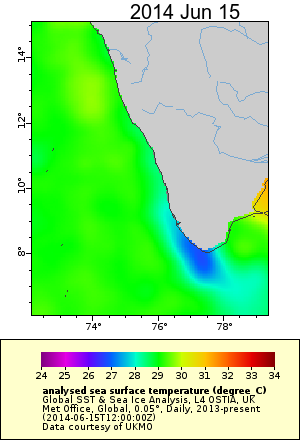 2014 Jun 15
14°
12°
10°
8°
74° 76° 78°
24 25 26 27 28 29 30 31 32 33 34
analysed sea surface temperature (degree_C)
Global SST & Sea Ice Analysis, L4 OSTIA, UK
Met Office, Global, 0.05°, Daily, 2013-present
(2014-06-15T12:00:00Z)
Data courtesy of UKMO